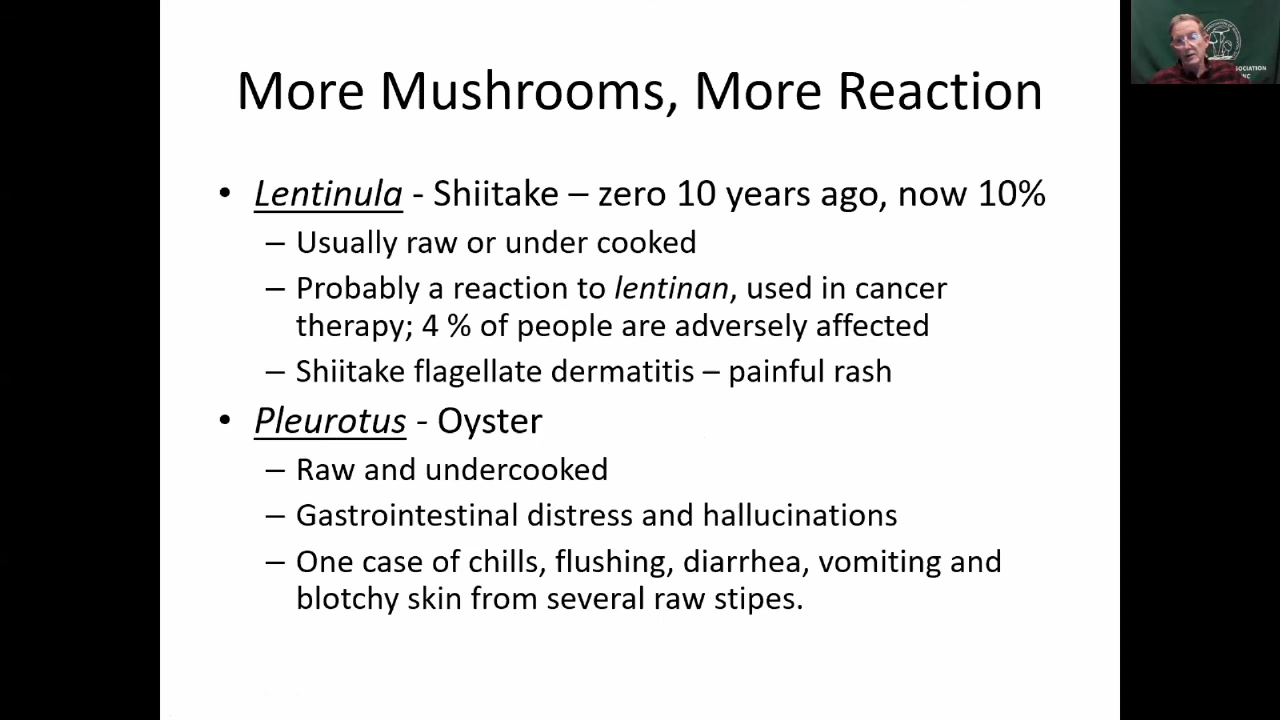 More Mushrooms, More Reaction
• Lentinula - Shiitake – zero 10 years ago, now 10%
– Usually raw or under cooked
– Probably a reaction to lentinan, used in cancer
therapy; 4 % of people are adversely affected
– Shiitake flagellate dermatitis – painful rash
• Pleurotus - Oyster
– Raw and undercooked
– Gastrointestinal distress and hallucinations
– One case of chills, flushing, diarrhea, vomiting and
blotchy skin from several raw stipes.